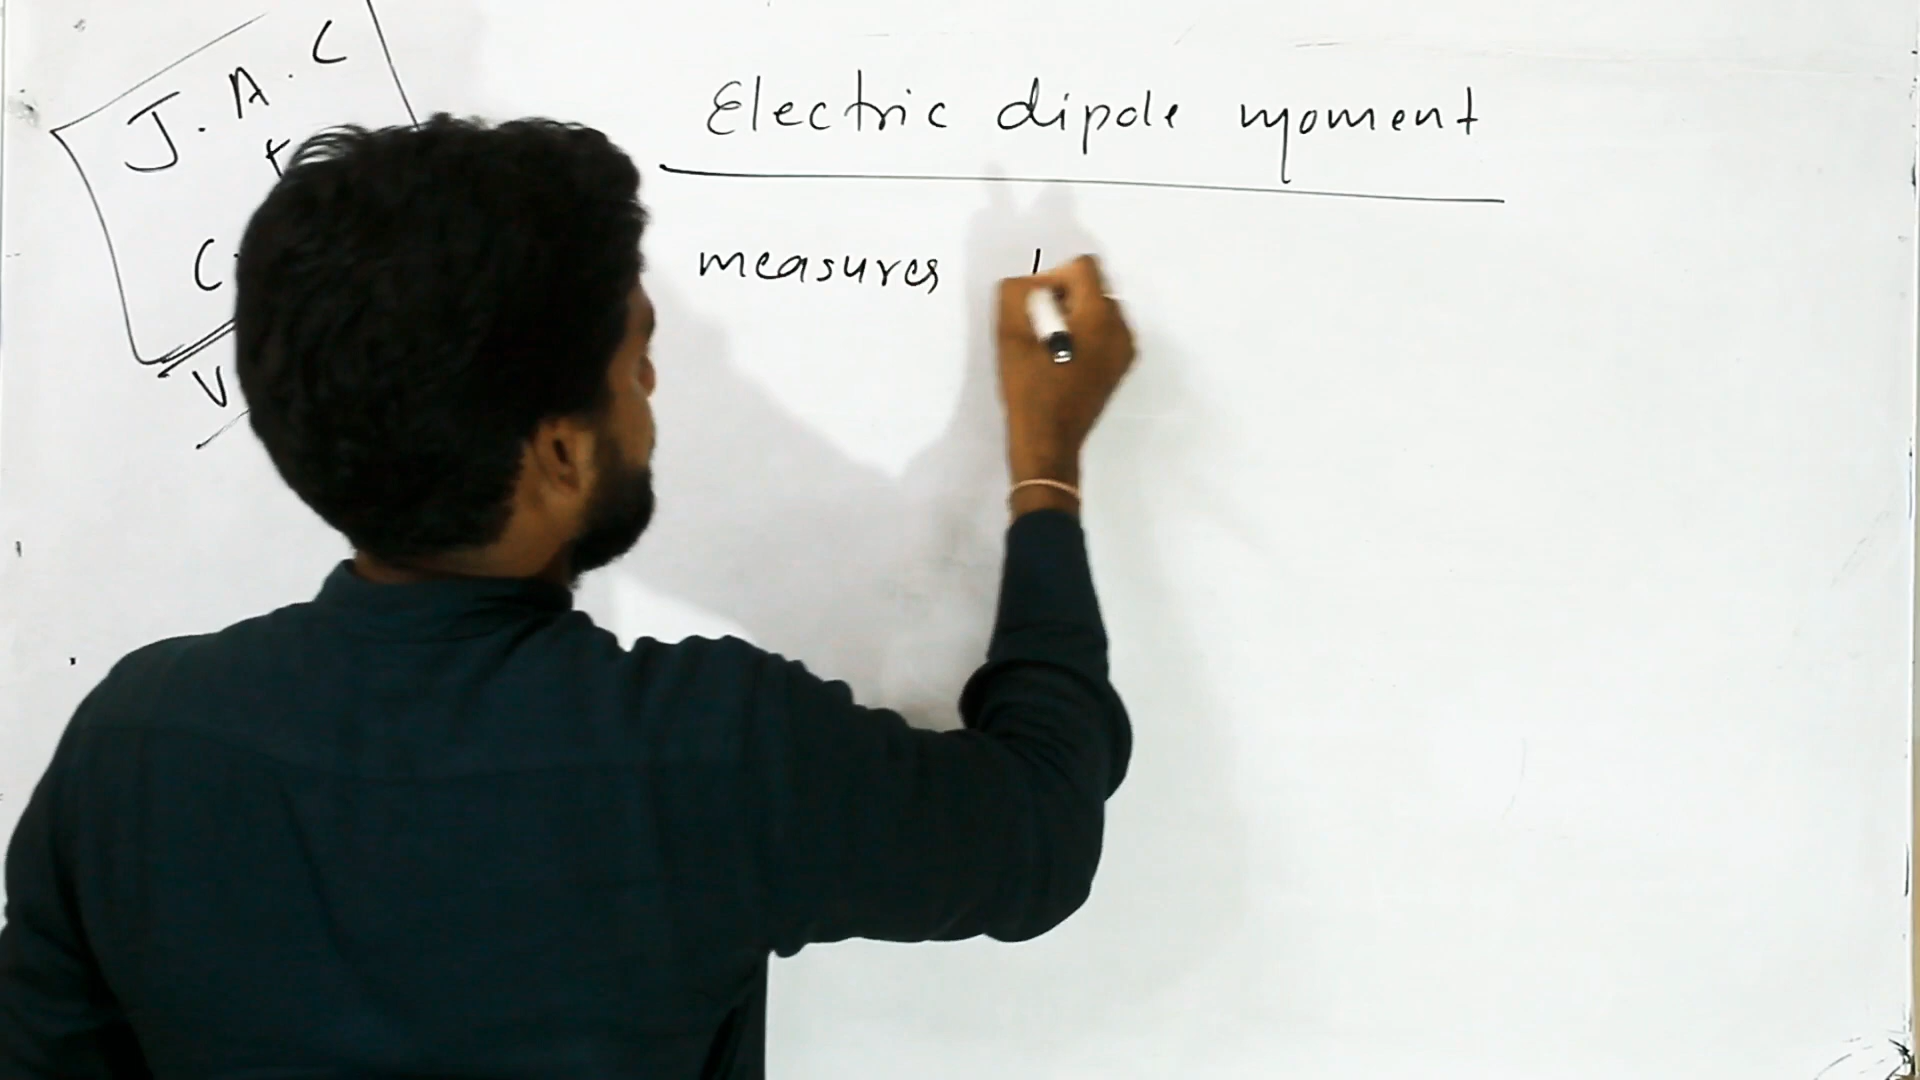 J.A.C
C.
V
Electric dipole moment
measures